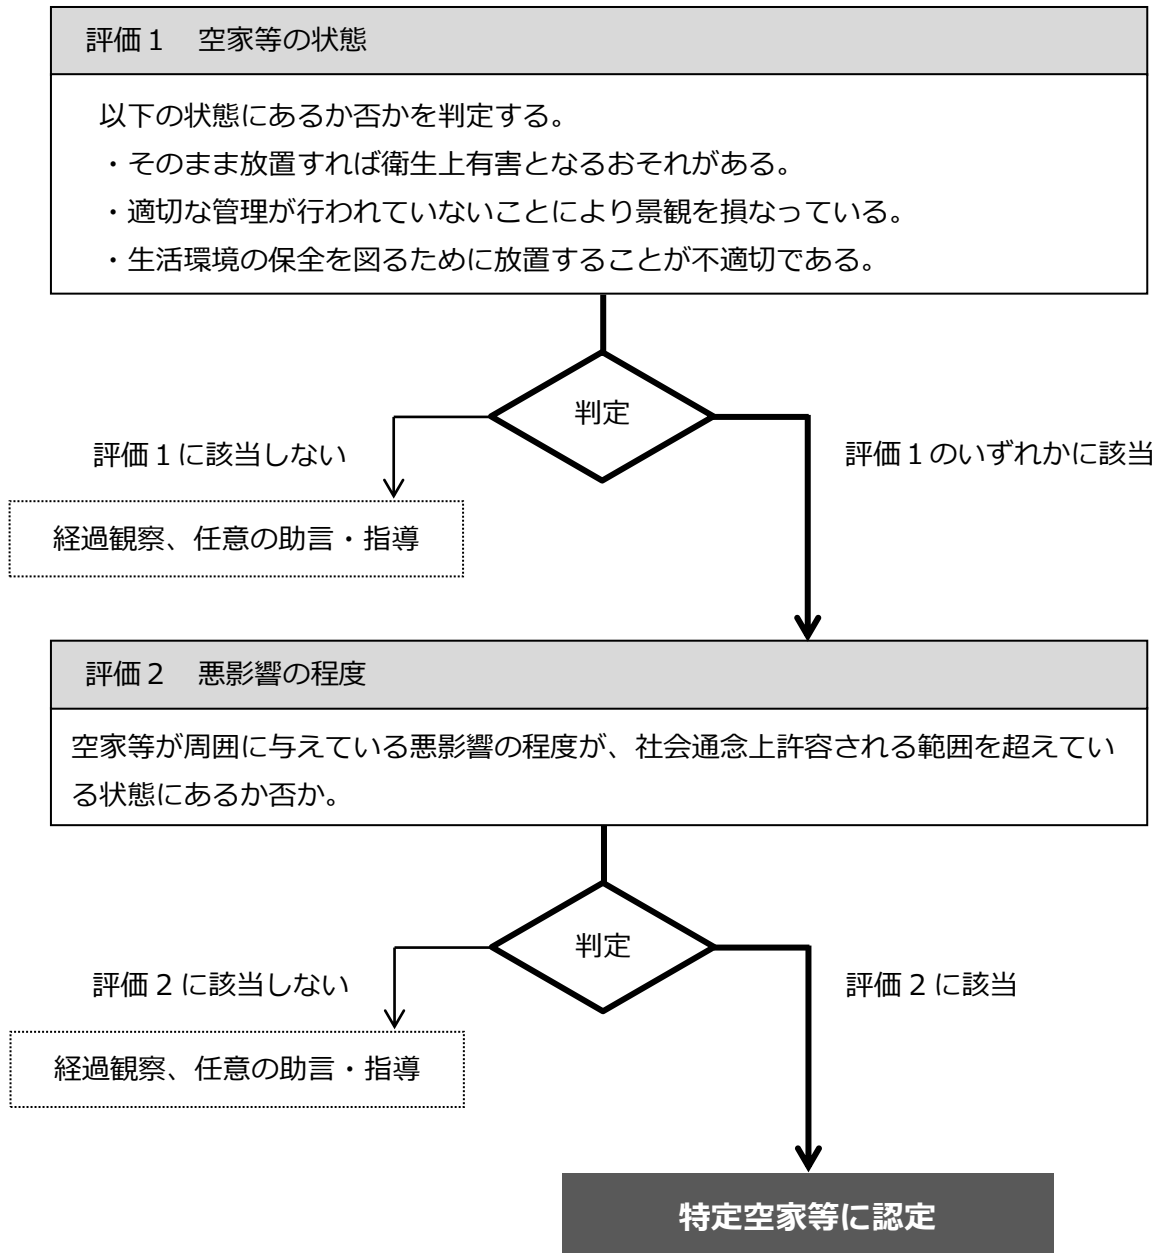 評価１　空家等の状態
以下の状態にあるか否かを判定する。
・そのまま放置すれば衛生上有害となるおそれがある。
・適切な管理が行われていないことにより景観を損なっている。
・生活環境の保全を図るために放置することが不適切である。
判定
評価１に該当しない
評価１のいずれかに該当
経過観察、任意の助言・指導
評価２　悪影響の程度
空家等が周囲に与えている悪影響の程度が、社会通念上許容される範囲を超えてい
る状態にあるか否か。
判定
評価２に該当しない
評価２に該当
経過観察、任意の助言・指導
特定空家等に認定